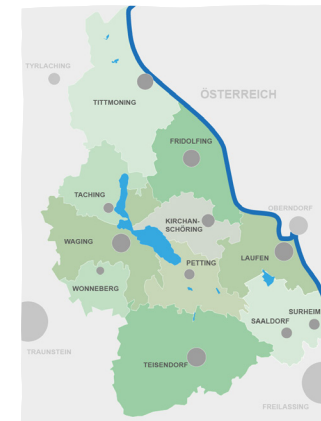 TYRLACHING
ÖSTERREICH
TITTMONING
FRIDOLFING
TACHING
OBERNDORF
KIRCHAN-
SCHÖRING
WAGING
LAUFEN
PETTING
WONNEBERG
SURHEIM
SAALDORF
TRAUNSTEIN
TEISENDORF
FREILASSING